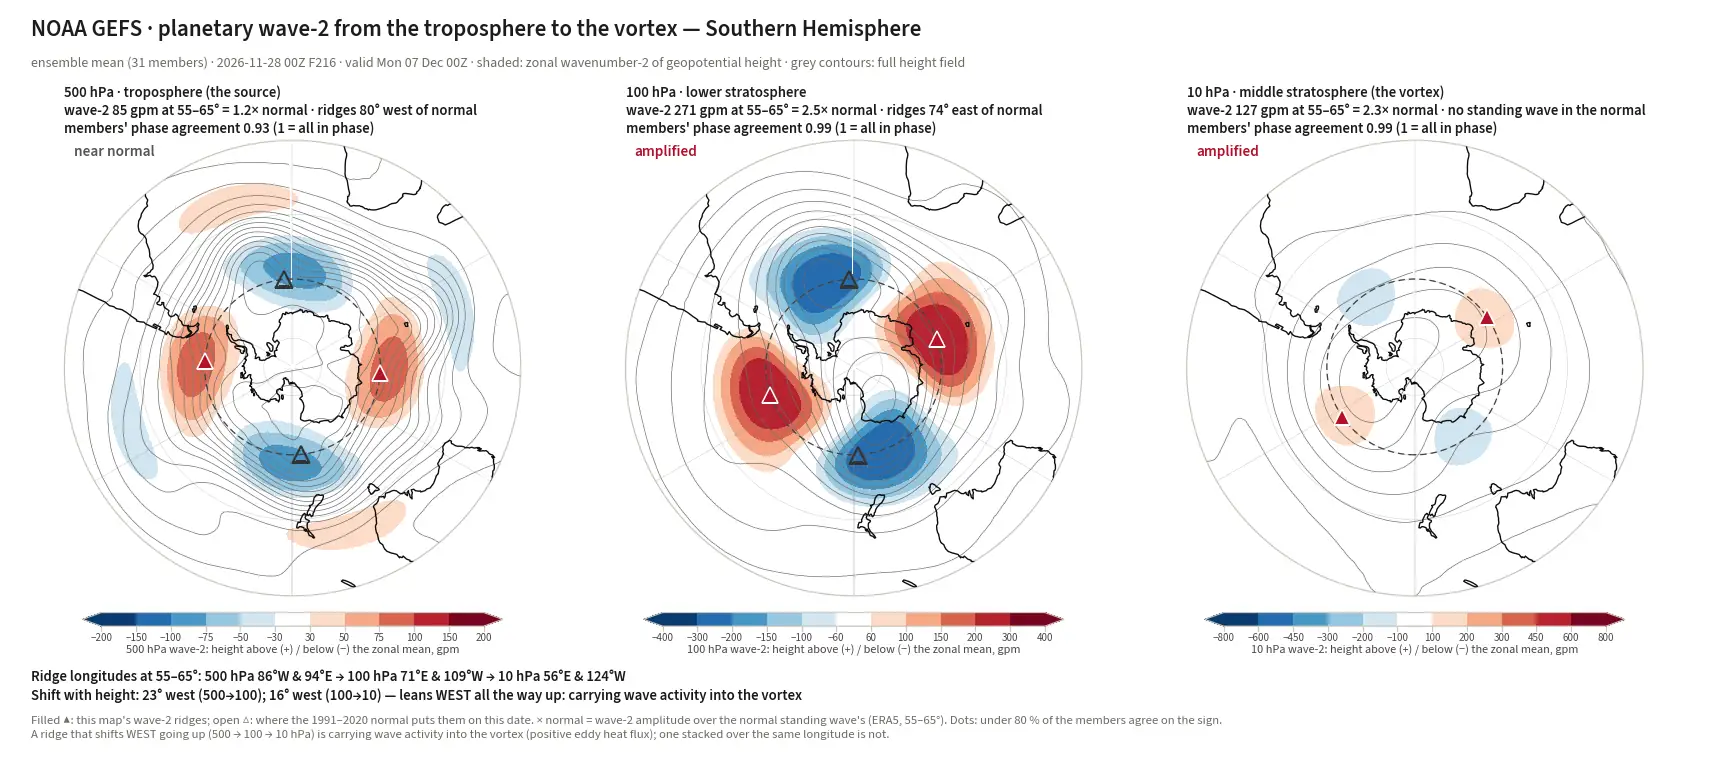 NOAA GEFS · planetary wave-2 from the troposphere to the vortex — Southern Hemisphere
ensemble mean (31 members) · 2026-11-28 00Z F216 · valid Mon 07 Dec 00Z · shaded: zonal wavenumber-2 of geopotential height · grey contours: full height field
500 hPa · troposphere (the source)
wave-2 85 gpm at 55–65° = 1.2× normal · ridges 80° west of normal
members' phase agreement 0.93 (1 = all in phase)
near normal
100 hPa · lower stratosphere
wave-2 271 gpm at 55–65° = 2.5× normal · ridges 74° east of normal
members' phase agreement 0.99 (1 = all in phase)
amplified
10 hPa · middle stratosphere (the vortex)
wave-2 127 gpm at 55–65° = 2.3× normal · no standing wave in the normal
members' phase agreement 0.99 (1 = all in phase)
amplified
−200 −150 −100 −75 −50 −30 30 50 75 100 150 200
500 hPa wave-2: height above (+) / below (−) the zonal mean, gpm
−400 −300 −200 −150 −100 −60 60 100 150 200 300 400
100 hPa wave-2: height above (+) / below (−) the zonal mean, gpm
−800 −600 −450 −300 −200 −100 100 200 300 450 600 800
10 hPa wave-2: height above (+) / below (−) the zonal mean, gpm
Ridge longitudes at 55–65°: 500 hPa 86°W & 94°E → 100 hPa 71°E & 109°W → 10 hPa 56°E & 124°W
Shift with height: 23° west (500→100); 16° west (100→10) — leans WEST all the way up: carrying wave activity into the vortex
Filled ▲: this map's wave-2 ridges; open △: where the 1991–2020 normal puts them on this date. × normal = wave-2 amplitude over the normal standing wave's (ERA5, 55–65°). Dots: under 80 % of the members agree on the sign.
A ridge that shifts WEST going up (500 → 100 → 10 hPa) is carrying wave activity into the vortex (positive eddy heat flux); one stacked over the same longitude is not.